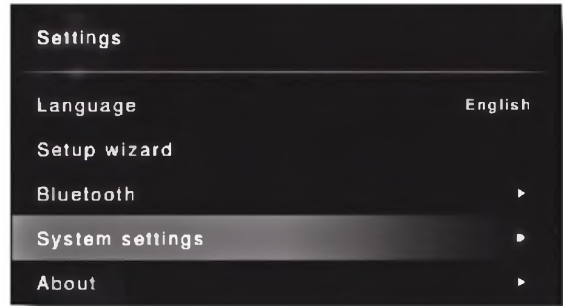 Settings
Language English
Setup wizard
Bluetooth
System settings
About